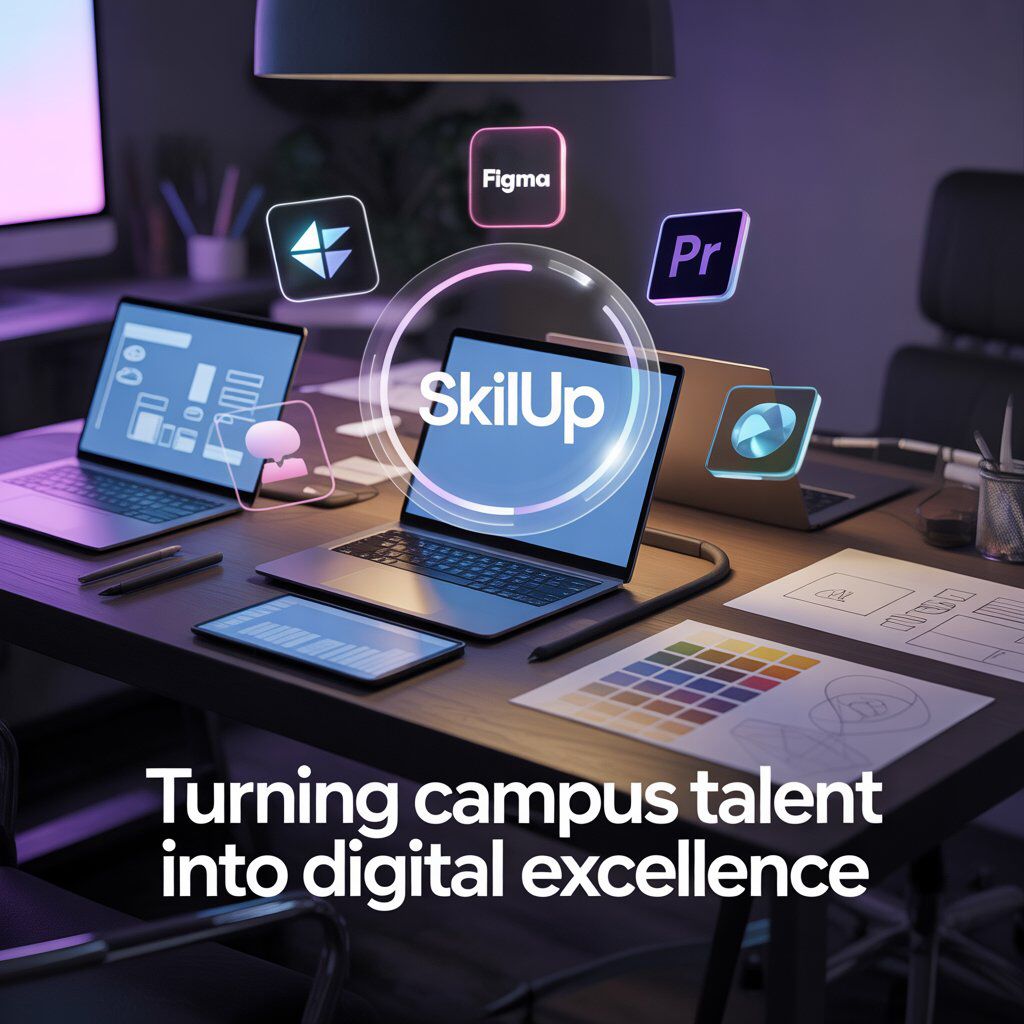 Figma
Pr
SkilUp
Turning campus talent
into digital excellence